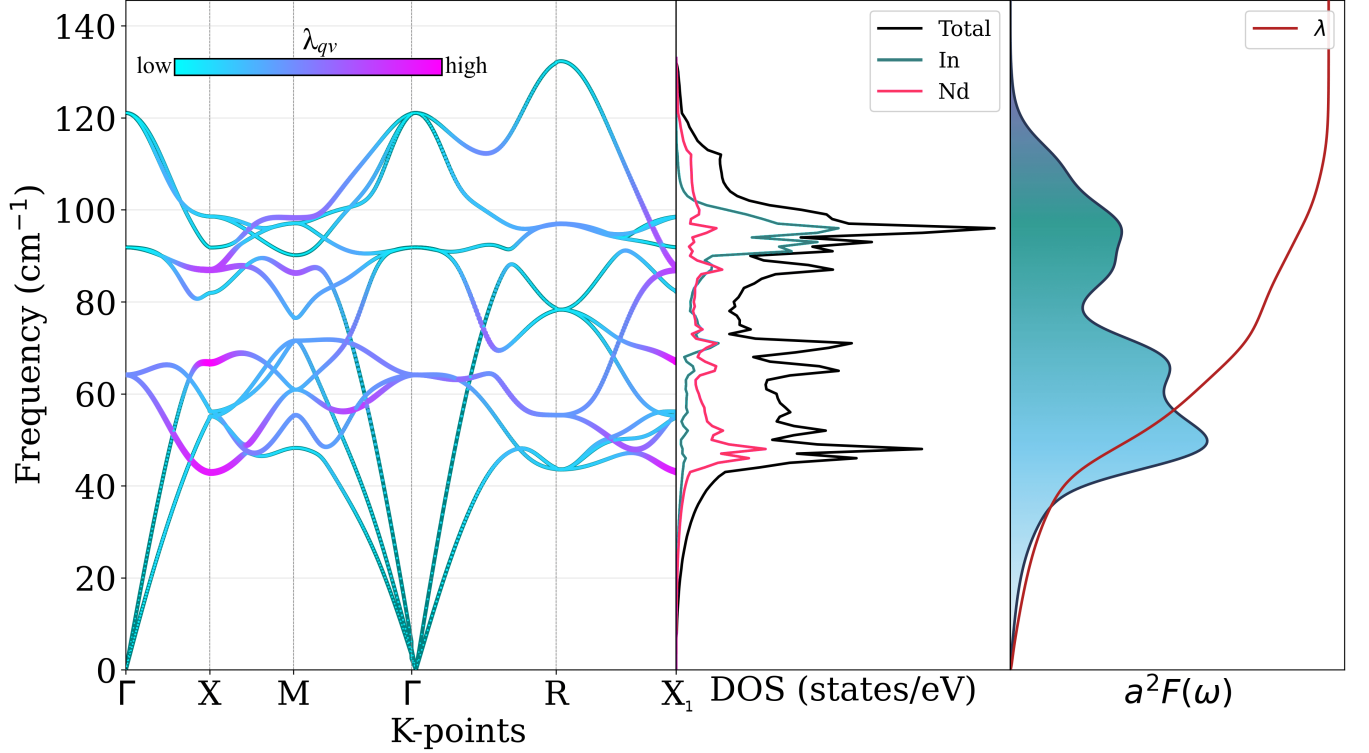 140
120
100
80
60
40
20
0
Frequency (cm⁻¹)
λqν
low
high
Γ
X
M
Γ
R
X₁
K-points
Total
In
Nd
DOS (states/eV)
λ
a²F(ω)